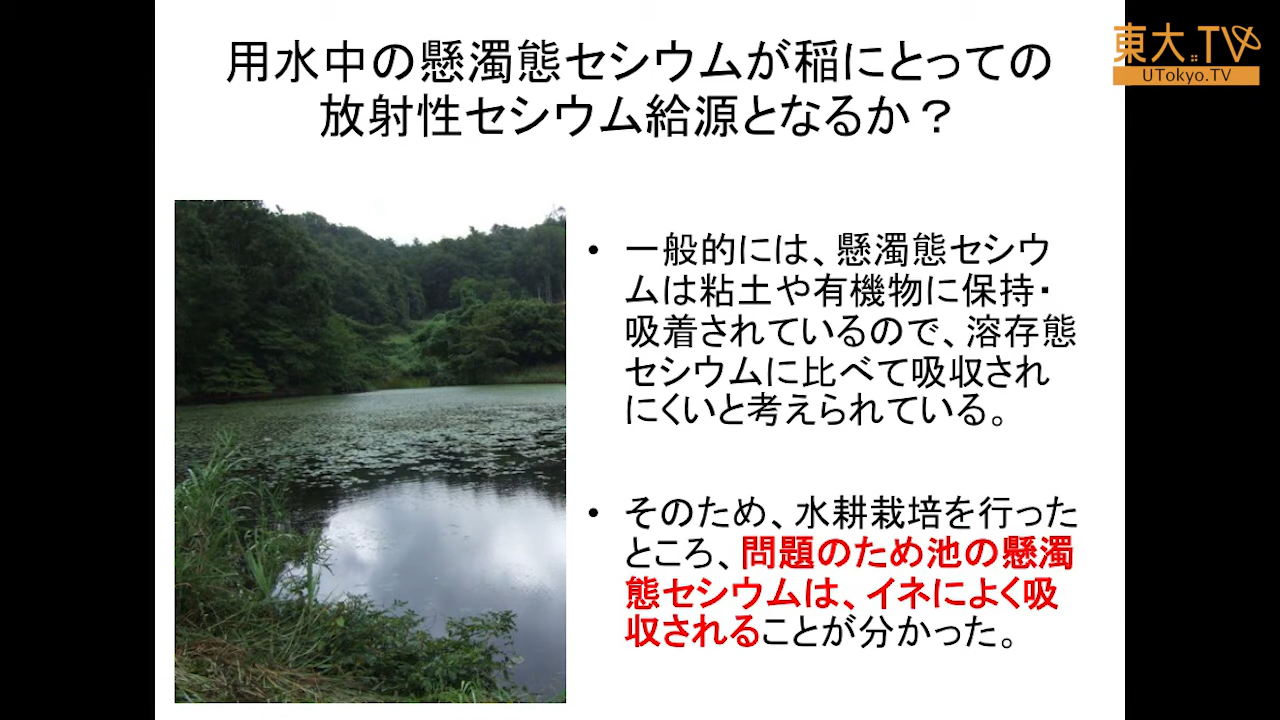 用水中の懸濁態セシウムが稲にとっての
放射性セシウム給源となるか？
東大.TV
UTokyo.TV
• 一般的には、懸濁態セシウ
ムは粘土や有機物に保持・
吸着されているので、溶存態
セシウムに比べて吸収され
にくいと考えられている。
• そのため、水耕栽培を行った
ところ、問題のため池の懸濁
態セシウムは、イネによく吸
収されることが分かった。